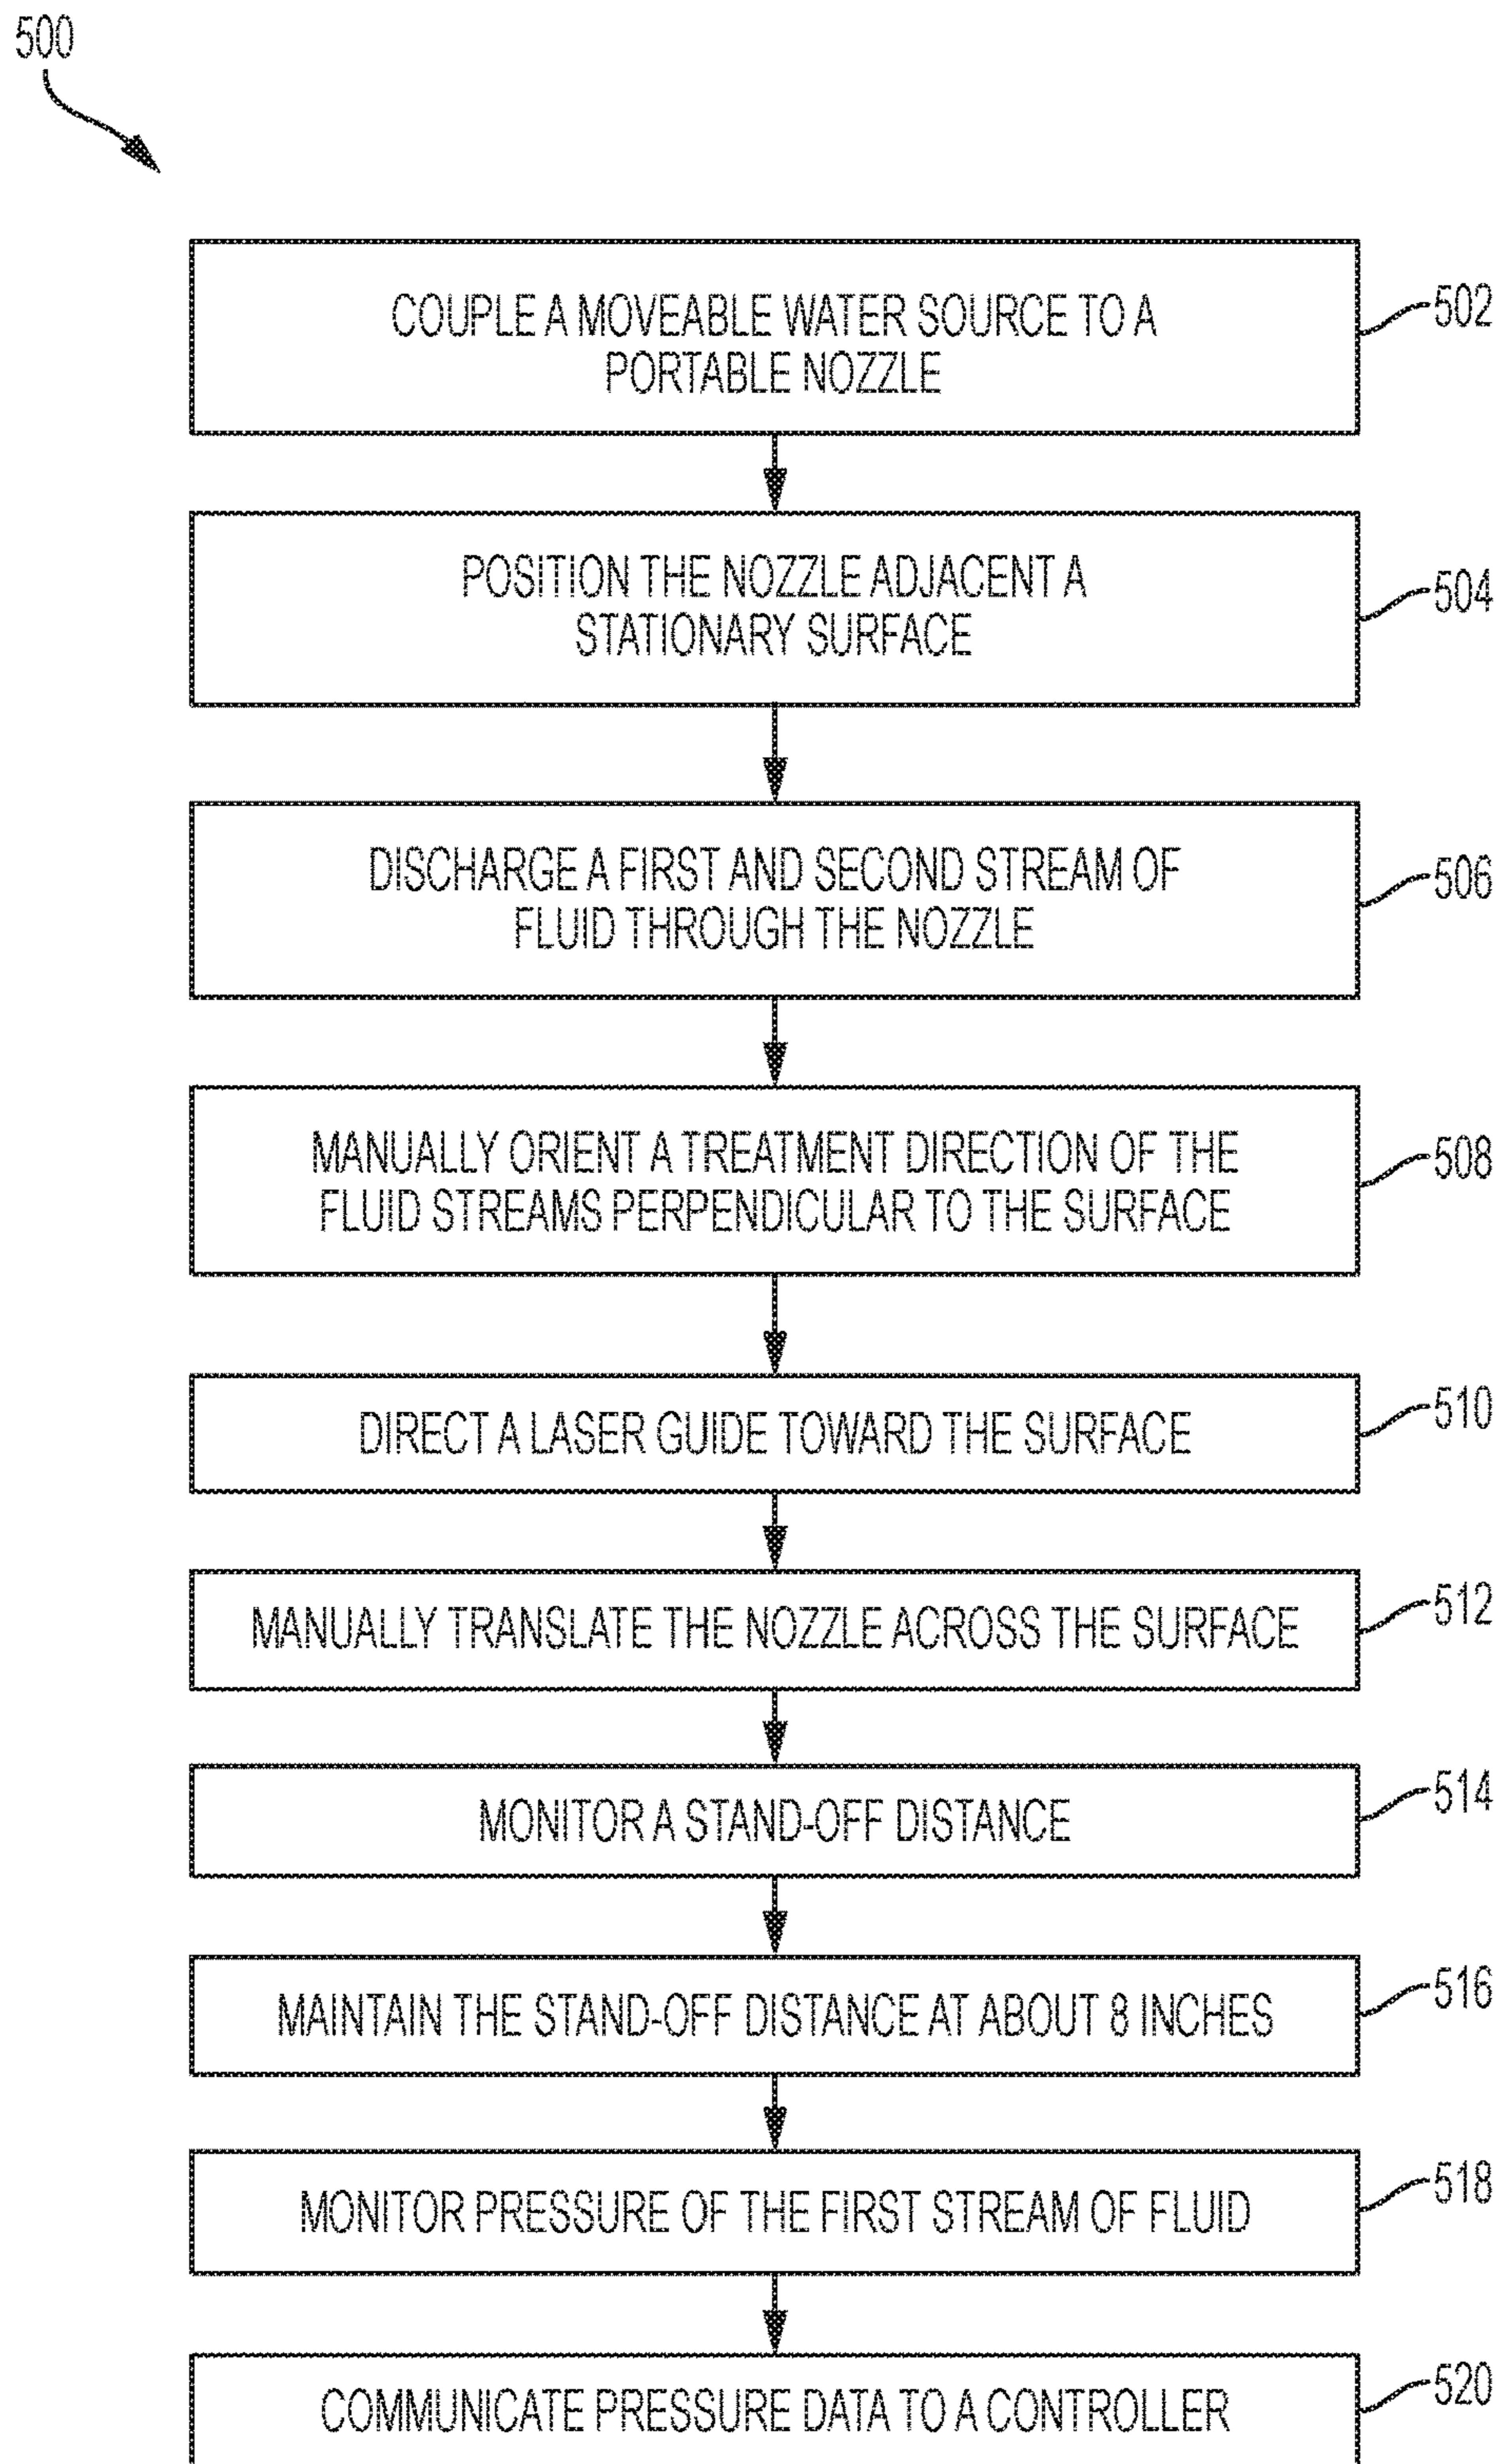 500
COUPLE A MOVEABLE WATER SOURCE TO A
PORTABLE NOZZLE
502
POSITION THE NOZZLE ADJACENT A
STATIONARY SURFACE
504
DISCHARGE A FIRST AND SECOND STREAM OF
FLUID THROUGH THE NOZZLE
506
MANUALLY ORIENT A TREATMENT DIRECTION OF THE
FLUID STREAMS PERPENDICULAR TO THE SURFACE
508
DIRECT A LASER GUIDE TOWARD THE SURFACE
510
MANUALLY TRANSLATE THE NOZZLE ACROSS THE SURFACE
512
MONITOR A STAND-OFF DISTANCE
514
MAINTAIN THE STAND-OFF DISTANCE AT ABOUT 8 INCHES
516
MONITOR PRESSURE OF THE FIRST STREAM OF FLUID
518
COMMUNICATE PRESSURE DATA TO A CONTROLLER
520